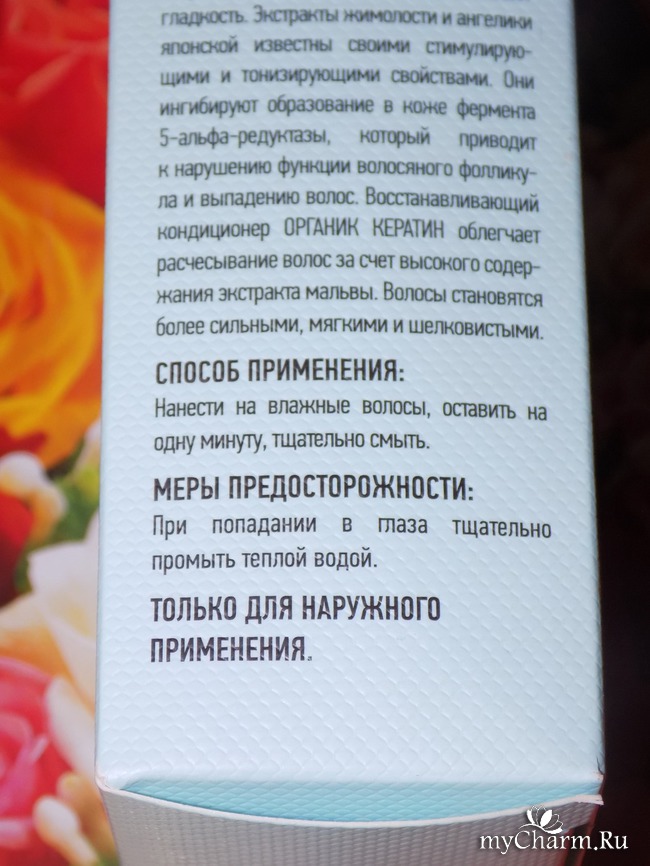 гладкость. Экстракты жимолости и ангелики
японской известны своими стимулирую-
щими и тонизирующими свойствами. Они
ингибируют образование в коже фермента
5-альфа-редуктазы, который приводит
к нарушению функции волосяного фоллику-
ла и выпадению волос. Восстанавливающий
кондиционер ОРГАНИК КЕРАТИН облегчает
расчесывание волос за счет высокого содер-
жания экстракта мальвы. Волосы становятся
более сильными, мягкими и шелковистыми.
СПОСОБ ПРИМЕНЕНИЯ:
Нанести на влажные волосы, оставить на
одну минуту, тщательно смыть.
МЕРЫ ПРЕДОСТОРОЖНОСТИ:
При попадании в глаза тщательно
промыть теплой водой.
ТОЛЬКО ДЛЯ НАРУЖНОГО
ПРИМЕНЕНИЯ.
myCharm.Ru